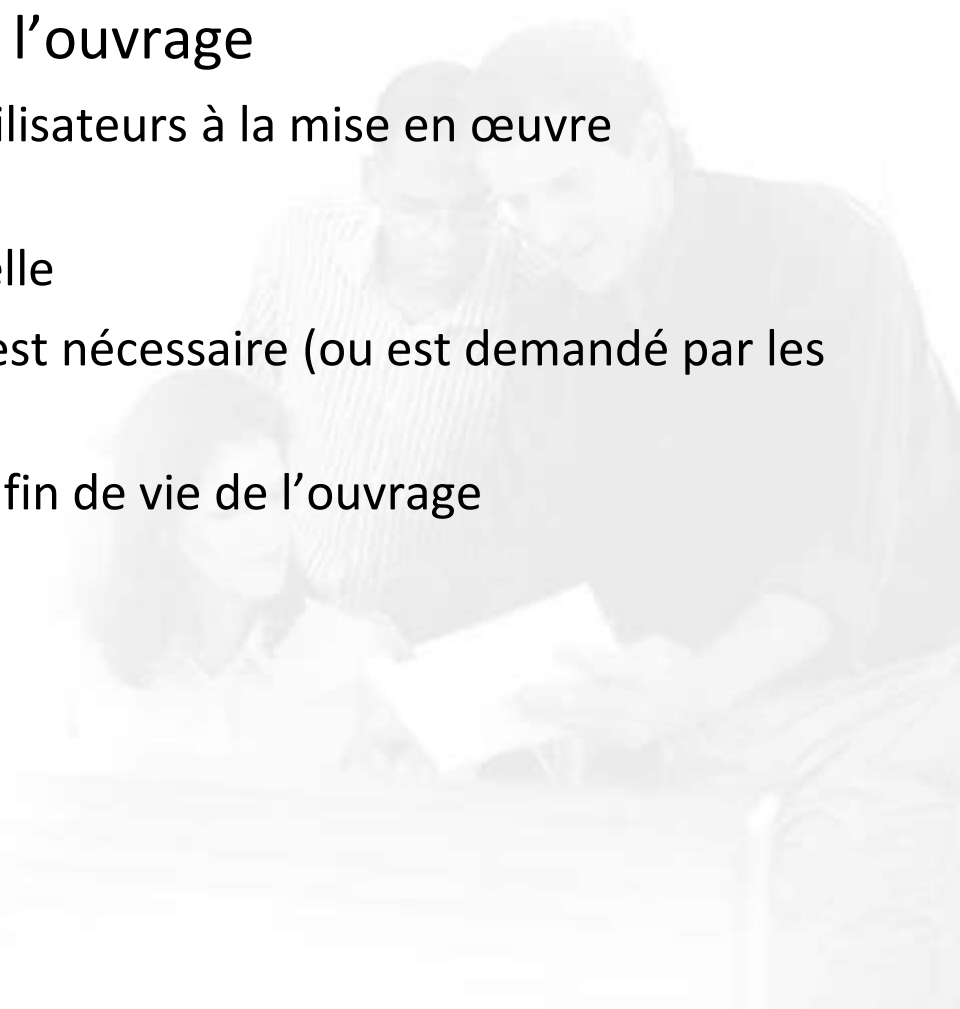 l’ouvrage
ilisateurs à la mise en œuvre
elle
est nécessaire (ou est demandé par les
fin de vie de l’ouvrage